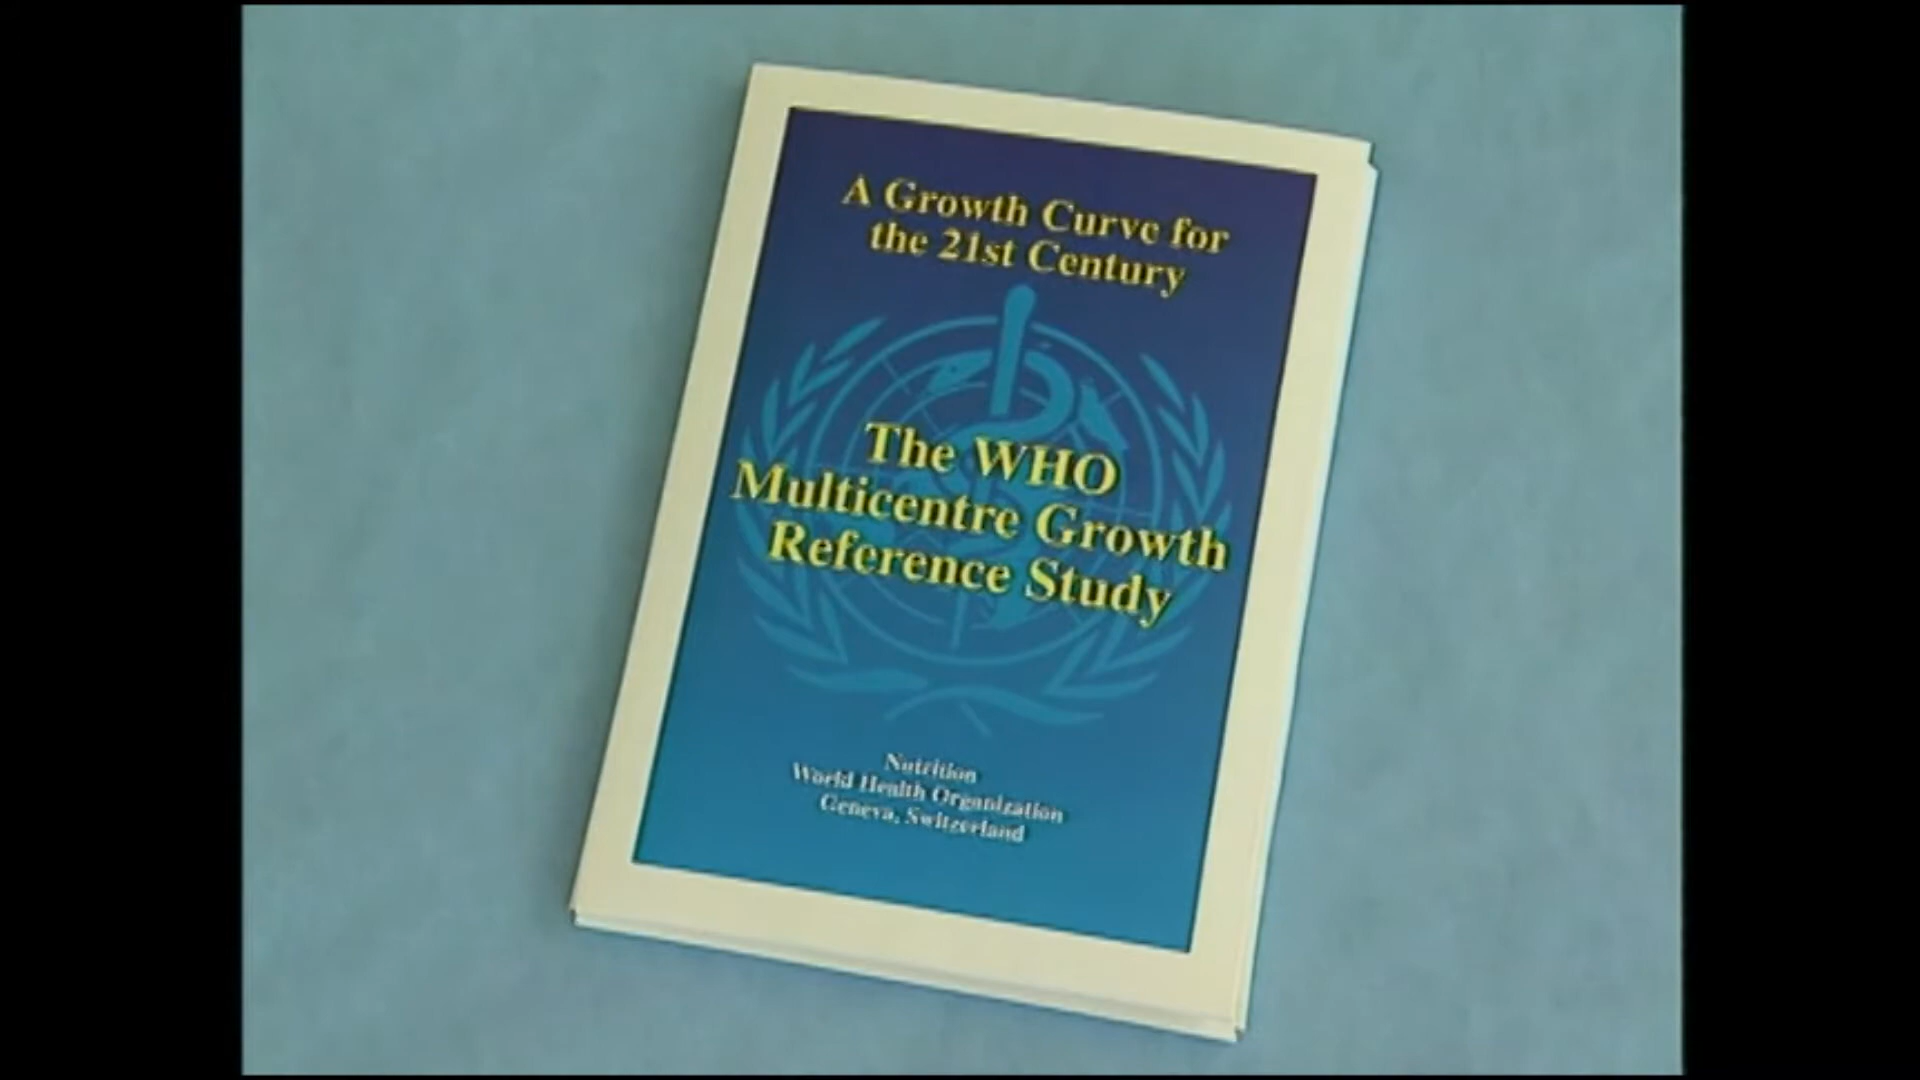 A Growth Curve for
the 21st Century
The WHO
Multicentre Growth
Reference Study
Nutrition
World Health Organization
Geneva, Switzerland